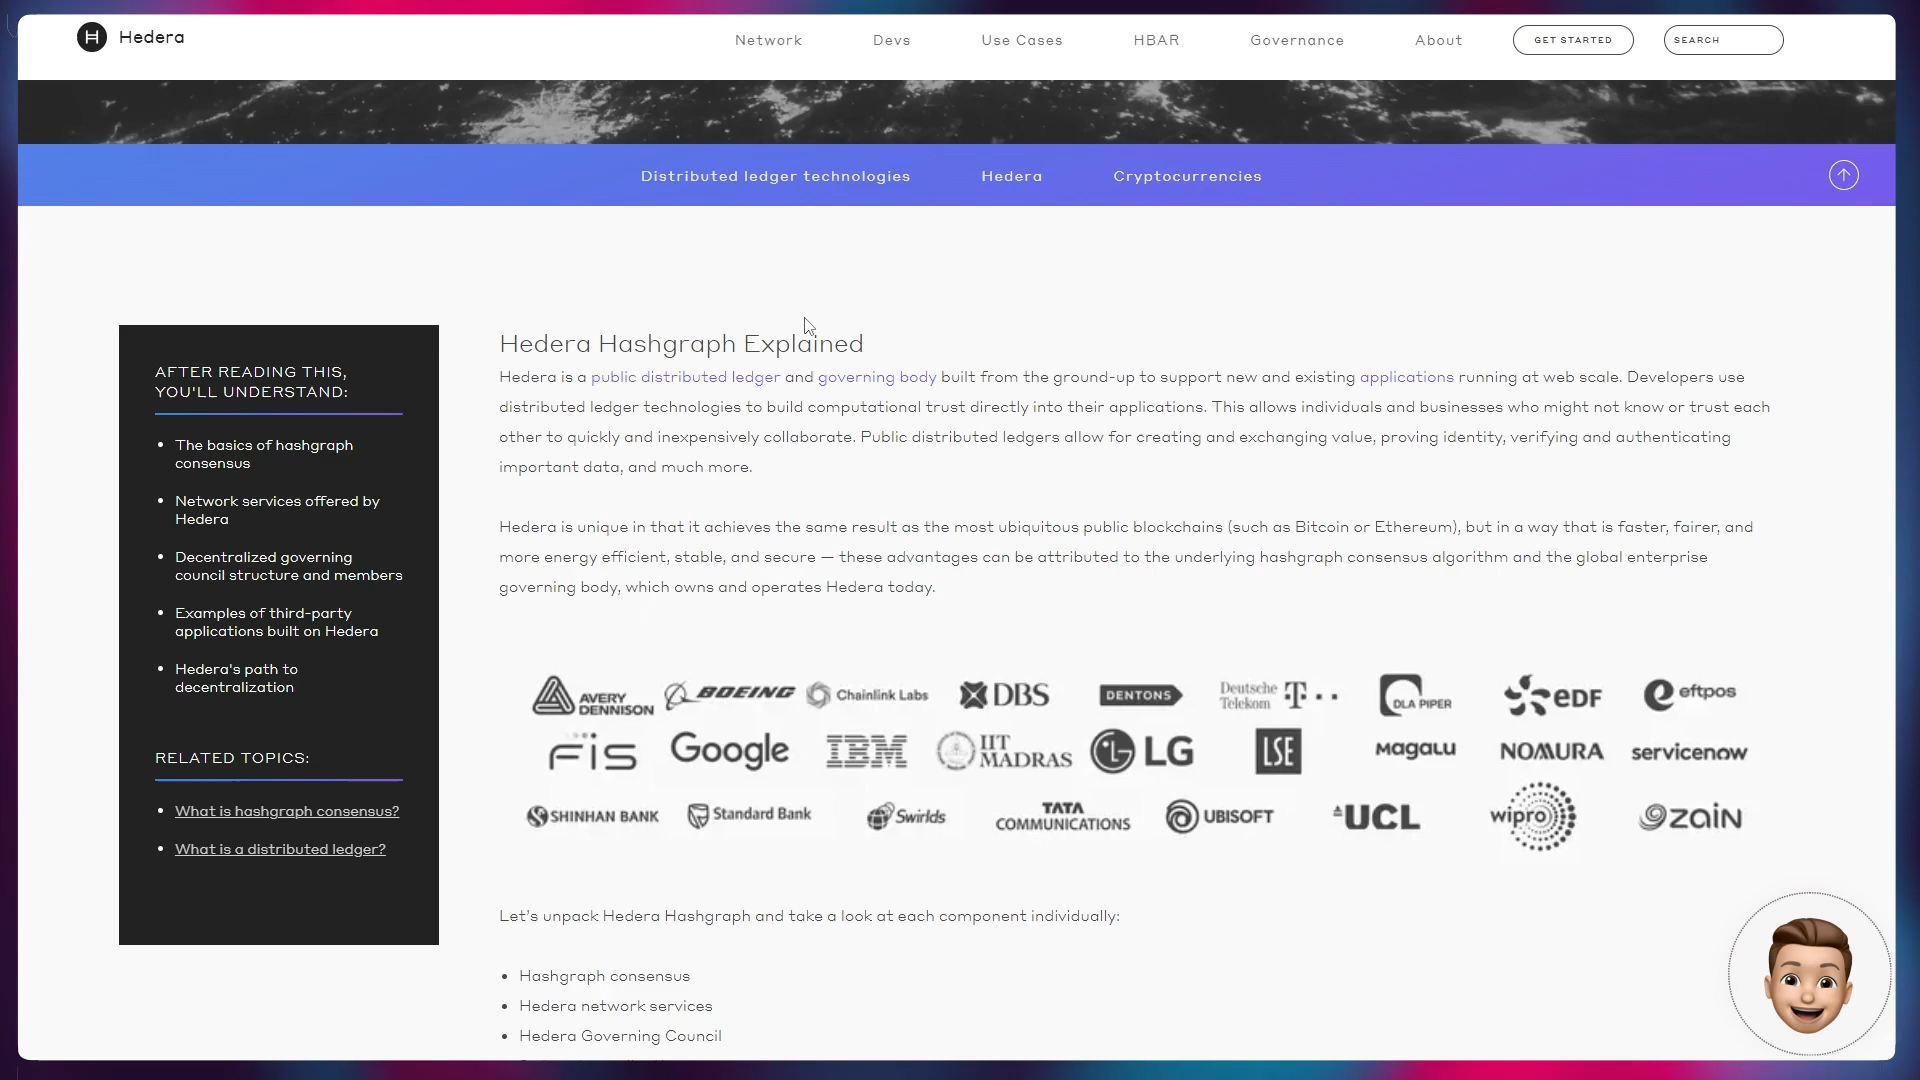 Hedera
Network Devs Use Cases HBAR Governance About GET STARTED SEARCH
Distributed ledger technologies Hedera Cryptocurrencies
AFTER READING THIS,
YOU'LL UNDERSTAND:
The basics of hashgraph
consensus
Network services offered by
Hedera
Decentralized governing
council structure and members
Examples of third-party
applications built on Hedera
Hedera's path to
decentralization
RELATED TOPICS:
What is hashgraph consensus?
What is a distributed ledger?
Hedera Hashgraph Explained
Hedera is a public distributed ledger and governing body built from the ground-up to support new and existing applications running at web scale. Developers use
distributed ledger technologies to build computational trust directly into their applications. This allows individuals and businesses who might not know or trust each
other to quickly and inexpensively collaborate. Public distributed ledgers allow for creating and exchanging value, proving identity, verifying and authenticating
important data, and much more.
Hedera is unique in that it achieves the same result as the most ubiquitous public blockchains (such as Bitcoin or Ethereum), but in a way that is faster, fairer, and
more energy efficient, stable, and secure — these advantages can be attributed to the underlying hashgraph consensus algorithm and the global enterprise
governing body, which owns and operates Hedera today.
AVERY DENNISON BOEING Chainlink Labs DBS DENTONS Deutsche Telekom T DLA PIPER eDF eftpos
FIS Google IBM IIT MADRAS LG LSE MAGALU NOMURA servicenow
SHINHAN BANK Standard Bank Swirlds TATA COMMUNICATIONS UBISOFT UCL wipro zain
Let's unpack Hedera Hashgraph and take a look at each component individually:
Hashgraph consensus
Hedera network services
Hedera Governing Council